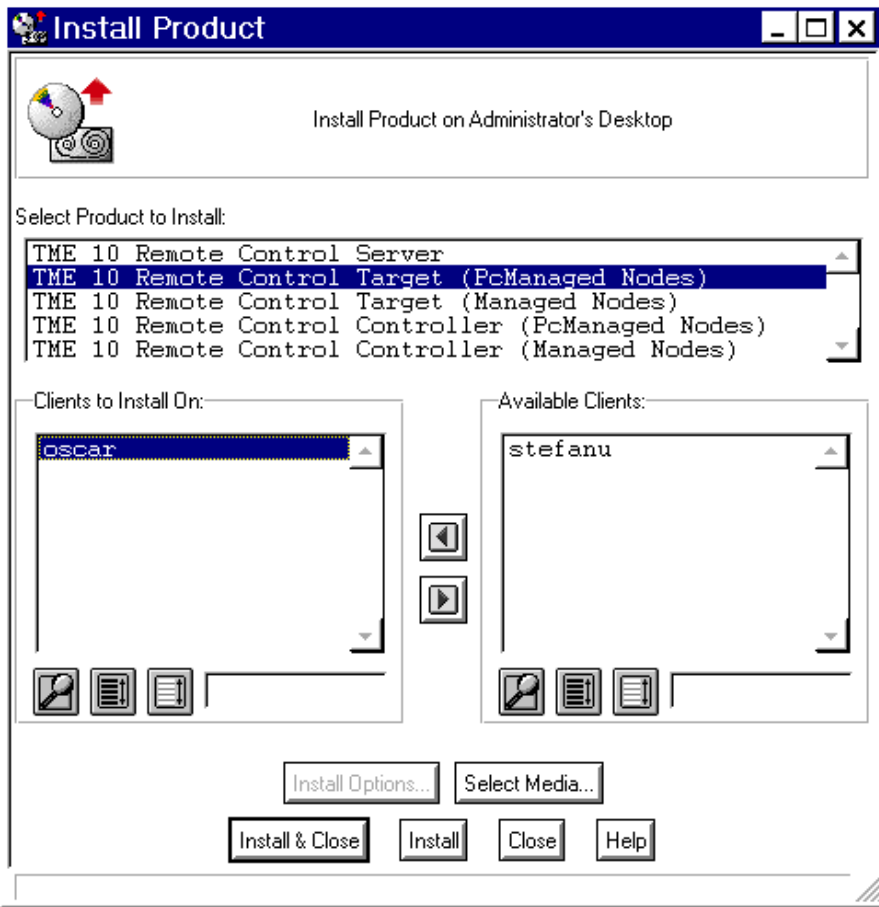 Install Product
Install Product on Administrator's Desktop
Select Product to Install:
TME 10 Remote Control Server
TME 10 Remote Control Target (PcManaged Nodes)
TME 10 Remote Control Target (Managed Nodes)
TME 10 Remote Control Controller (PcManaged Nodes)
TME 10 Remote Control Controller (Managed Nodes)
Clients to Install On:
oscar
Available Clients:
stefanu
Install Options...
Select Media...
Install & Close
Install
Close
Help